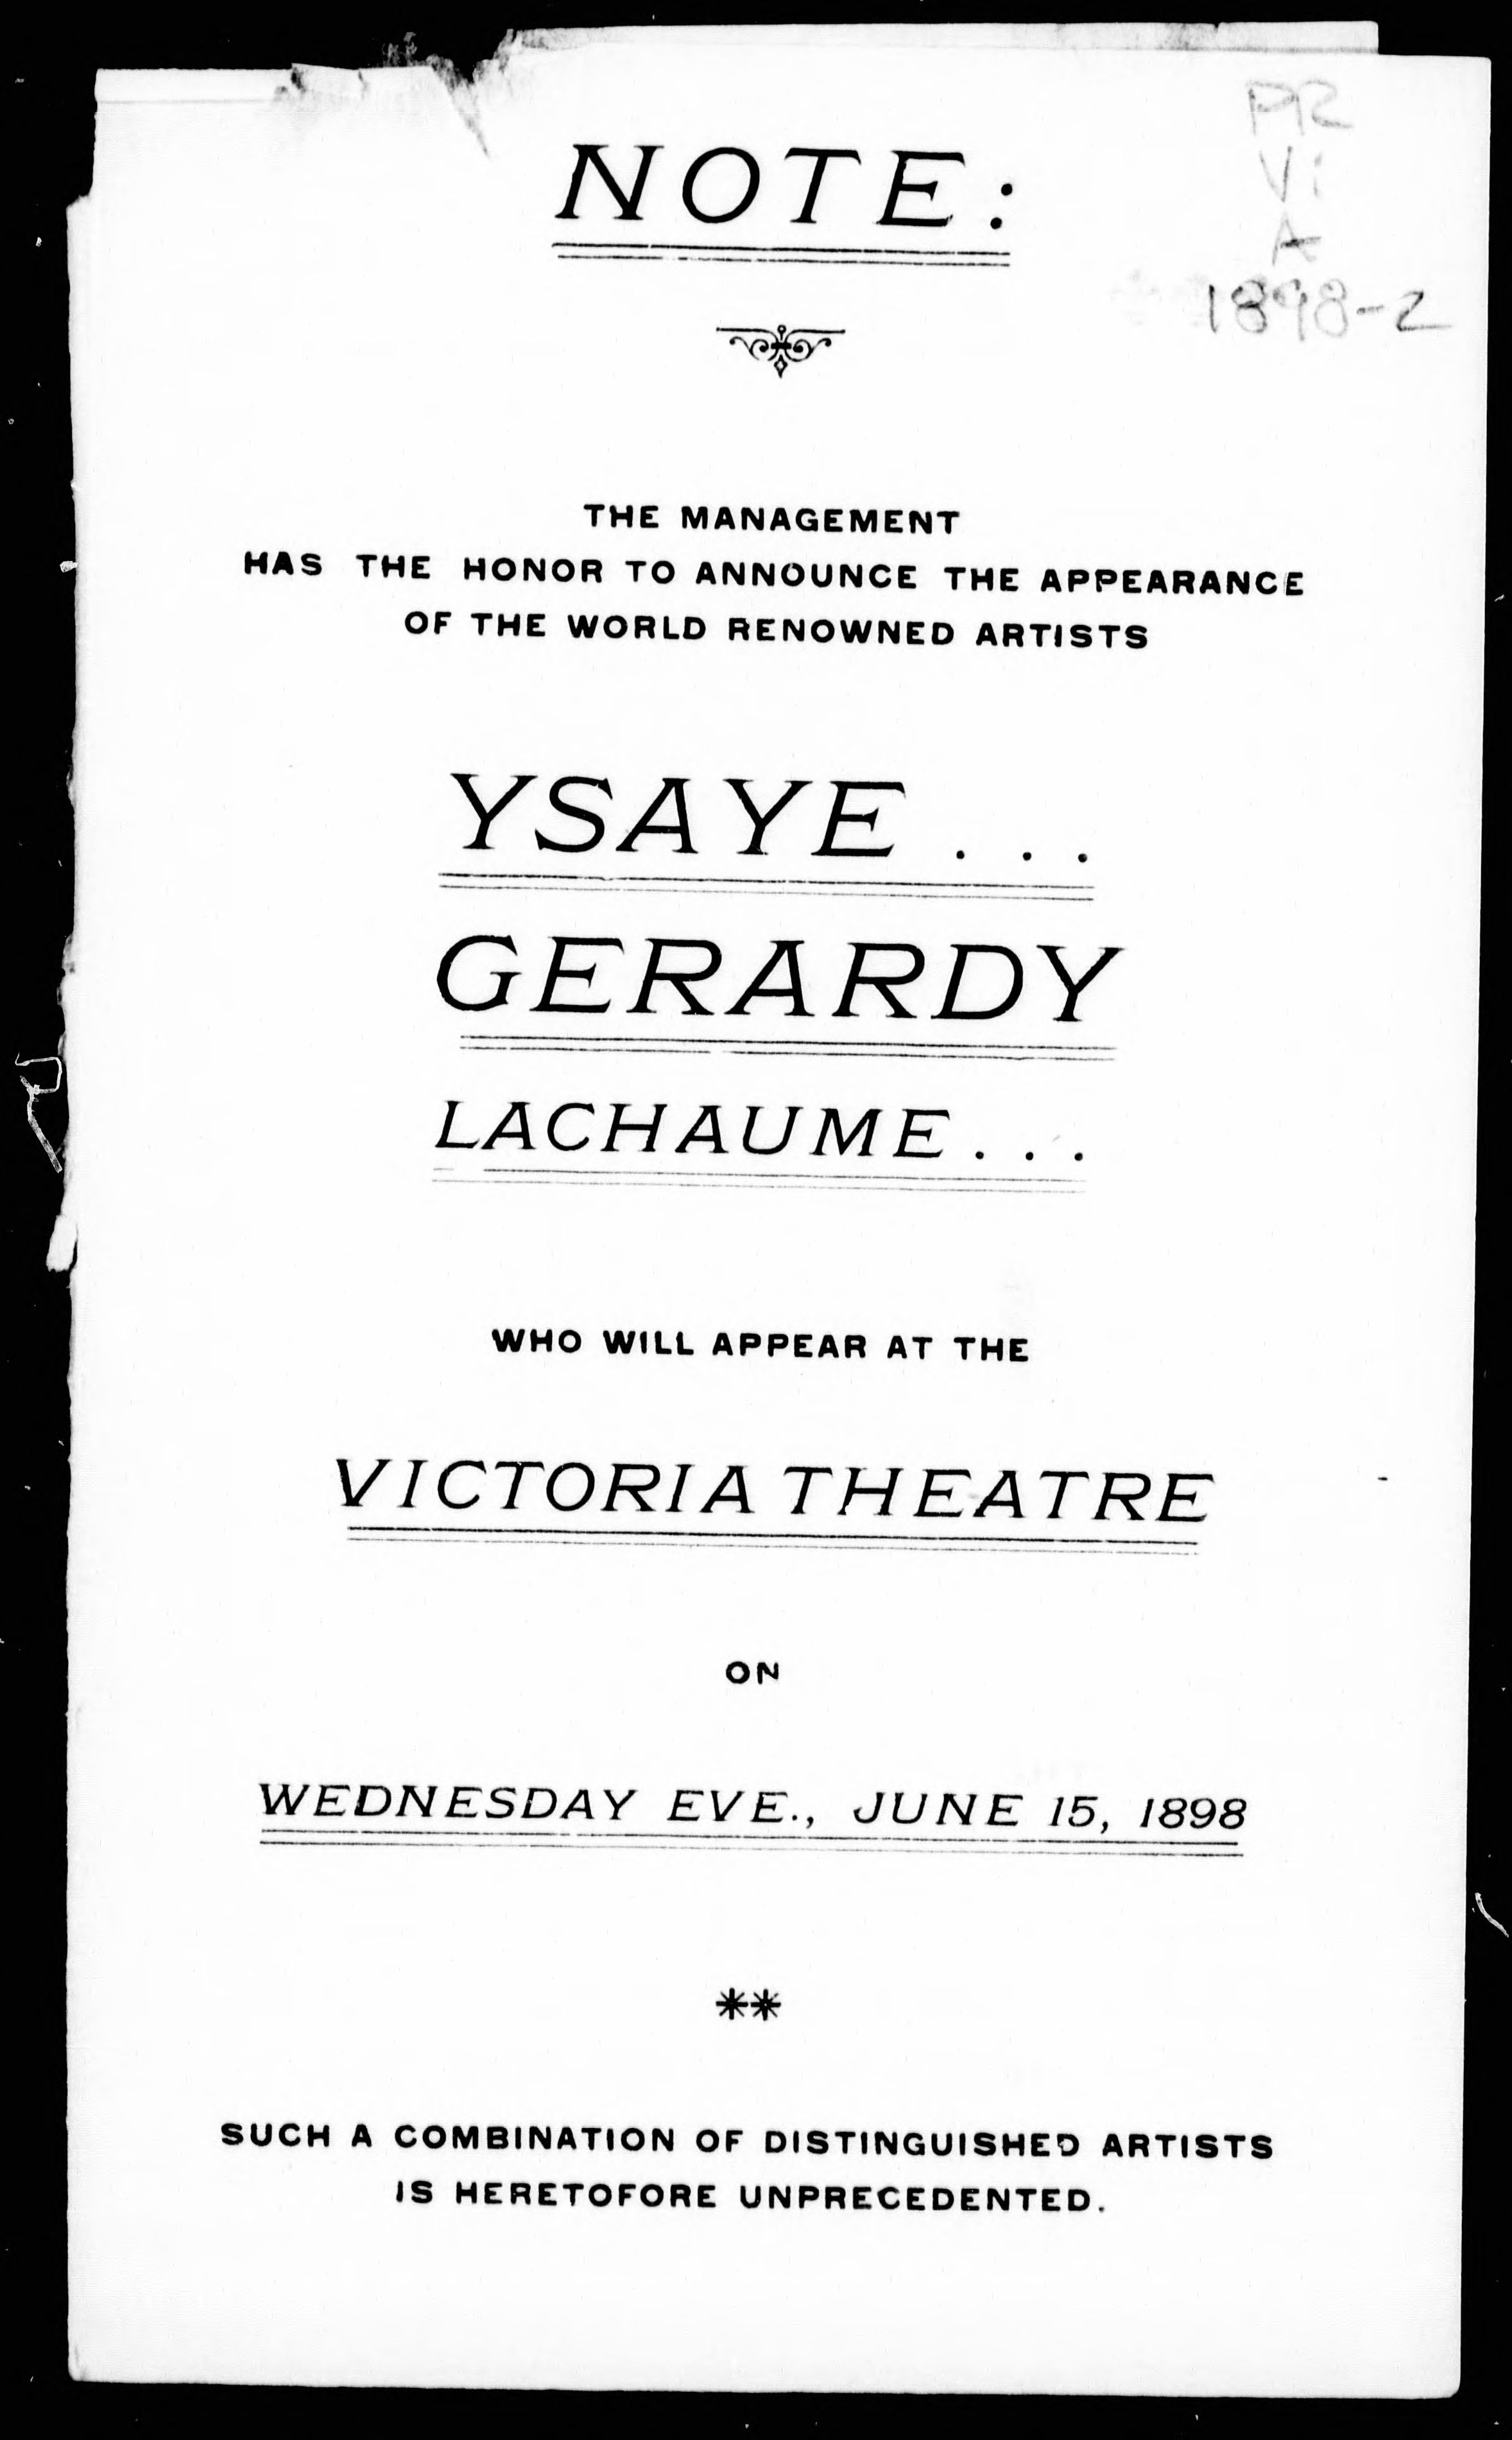 PR
Vi
A
1898-2
NOTE:
THE MANAGEMENT
HAS THE HONOR TO ANNOUNCE THE APPEARANCE
OF THE WORLD RENOWNED ARTISTS
YSAYE . . .
GERARDY
LACHAUME . . .
WHO WILL APPEAR AT THE
VICTORIA THEATRE
ON
WEDNESDAY EVE., JUNE 15, 1898
**
SUCH A COMBINATION OF DISTINGUISHED ARTISTS
IS HERETOFORE UNPRECEDENTED.